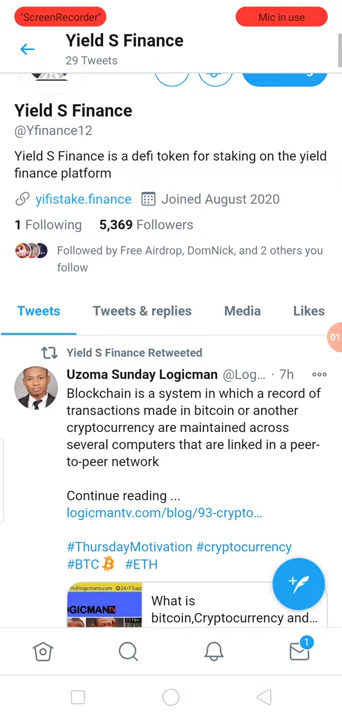 "ScreenRecorder"
Mic in use
Yield S Finance
29 Tweets
Yield S Finance
@Yfinance12
Yield S Finance is a defi token for staking on the yield
finance platform
yifistake.finance Joined August 2020
1 Following 5,369 Followers
Followed by Free Airdrop, DomNick, and 2 others you
follow
Tweets Tweets & replies Media Likes
Yield S Finance Retweeted
Uzoma Sunday Logicman @Log... · 7h
Blockchain is a system in which a record of
transactions made in bitcoin or another
cryptocurrency are maintained across
several computers that are linked in a peer-
to-peer network
Continue reading ...
logicmantv.com/blog/93-crypto...
#ThursdayMotivation #cryptocurrency
#BTC #ETH
What is
bitcoin,Cryptocurrency and...
1